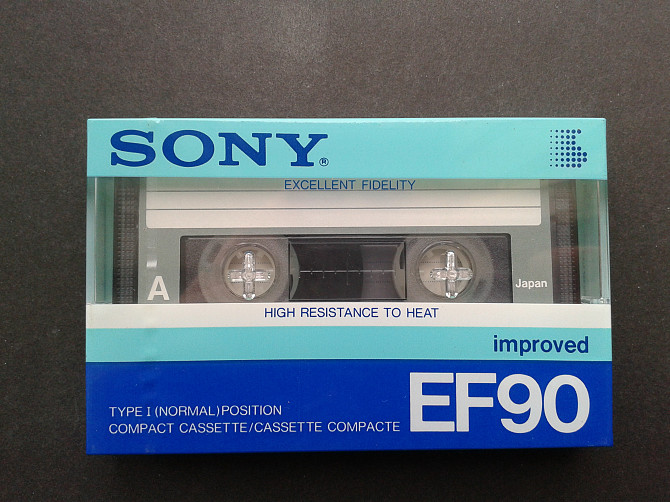 SONY®
EXCELLENT FIDELITY
A
Japan
HIGH RESISTANCE TO HEAT
improved
TYPE I (NORMAL) POSITION
COMPACT CASSETTE/CASSETTE COMPACTE
EF90